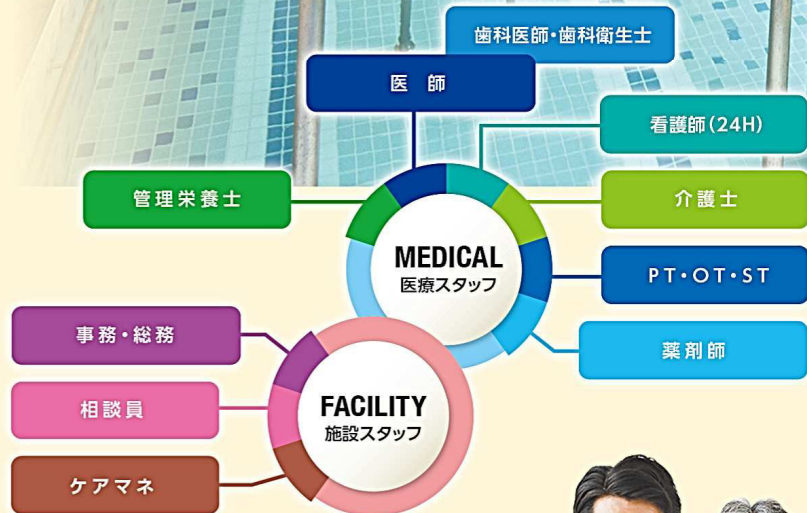 歯科医師・歯科衛生士
医師
看護師(24H)
管理栄養士
介護士
MEDICAL
医療スタッフ
PT・OT・ST
事務・総務
薬剤師
相談員
FACILITY
施設スタッフ
ケアマネ